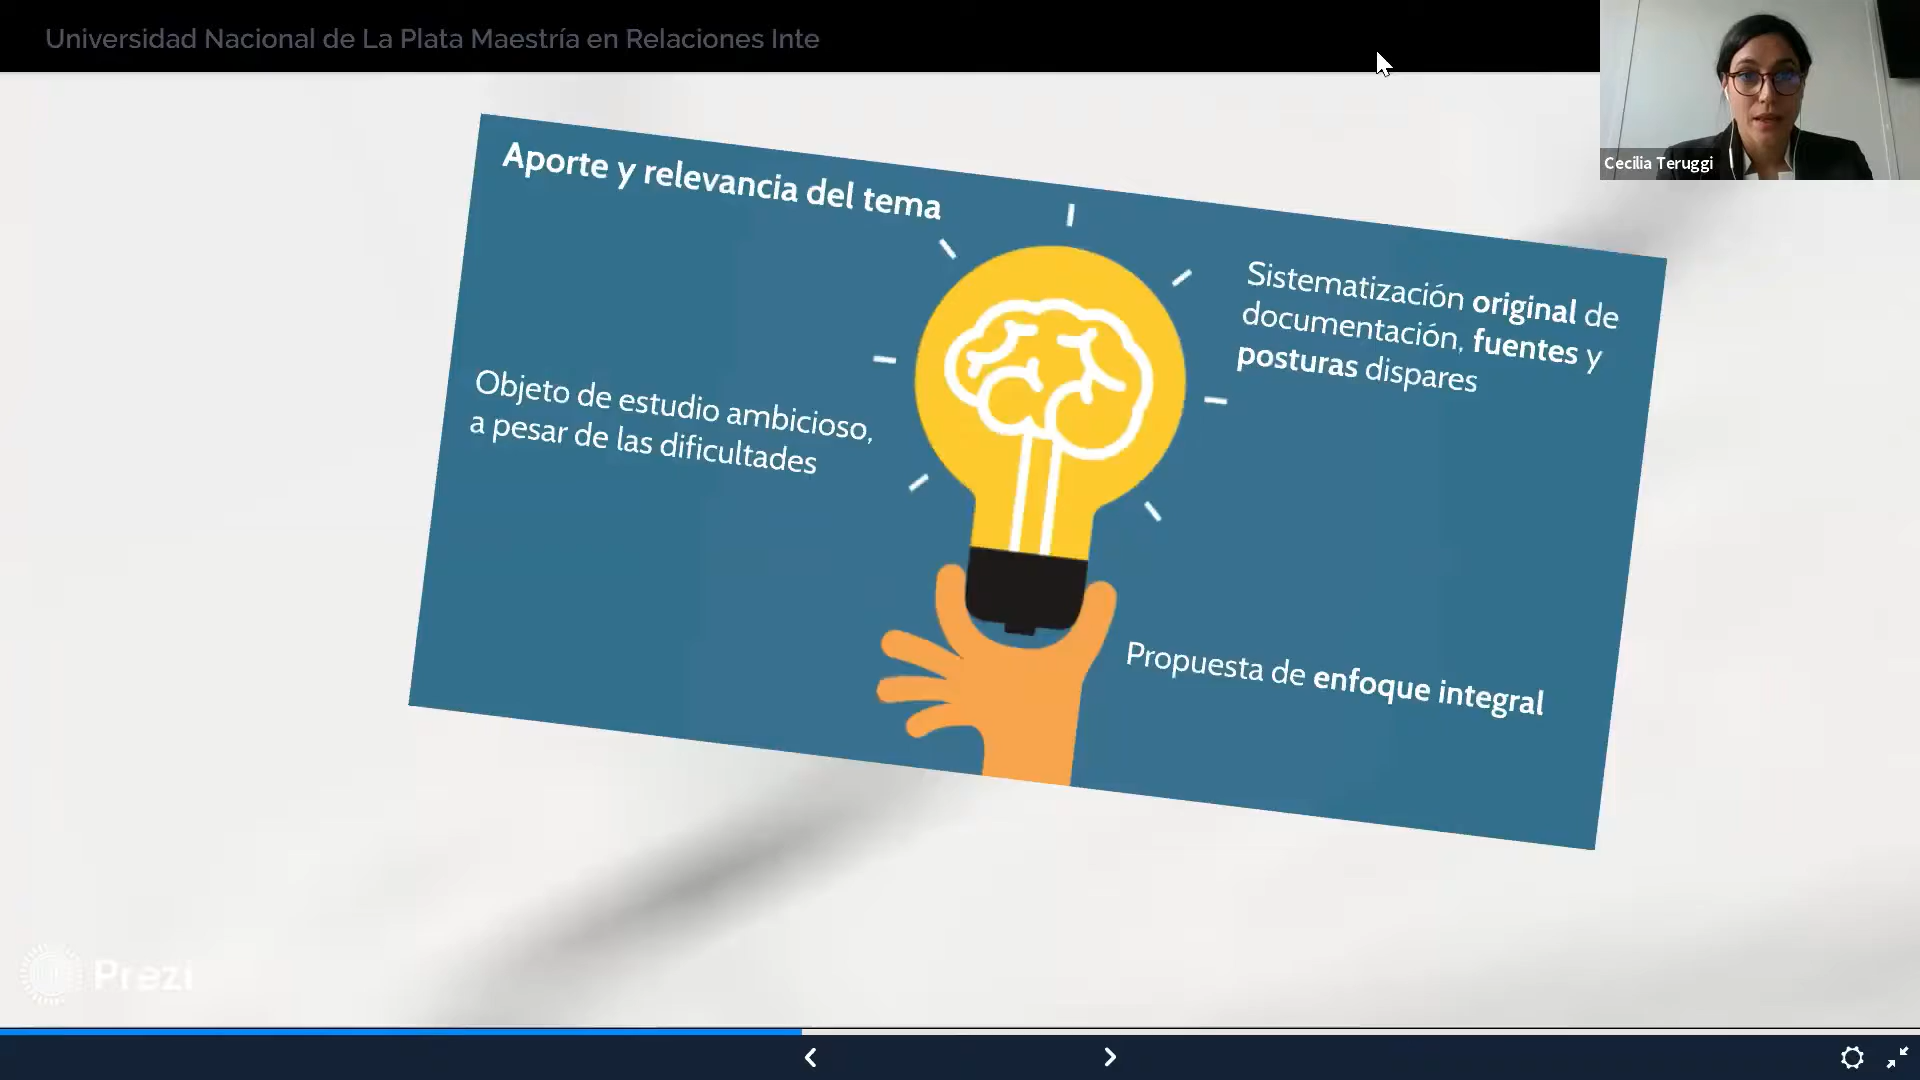 Universidad Nacional de La Plata Maestría en Relaciones Inte
Cecilia Teruggi
Aporte y relevancia del tema
Sistematización original de
documentación, fuentes y
posturas dispares
Objeto de estudio ambicioso,
a pesar de las dificultades
Propuesta de enfoque integral
Prezi